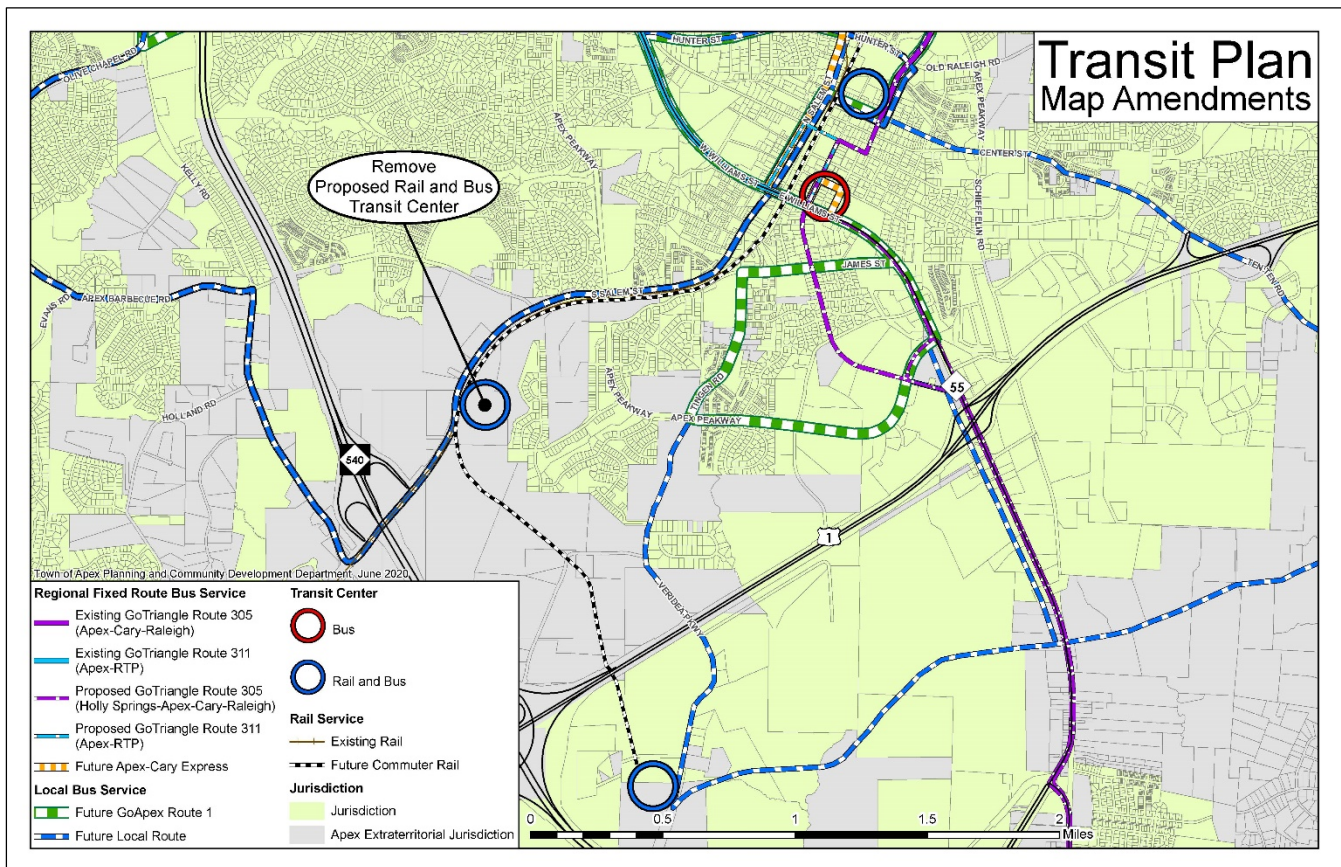 Transit Plan
Map Amendments
HUNTER ST
HUNTER ST
OLD RALEIGH RD
OLIVE CHAPEL RD
N SALEM ST
APEX PEAKWAY
APEX PEAKWAY
KELLY RD
CENTER ST
Remove
Proposed Rail and Bus
Transit Center
W WILLIAMS ST
E WILLIAMS ST
SCHIEFFELIN RD
JAMES ST
TEN TEN RD
EVANS RD
APEX BARBECUE RD
S SALEM ST
HOLLAND RD
APEX PEAKWAY
TINGEN RD
APEX PEAKWAY
55
540
1
VERIDEA PKWY
Town of Apex Planning and Community Development Department, June 2020
Regional Fixed Route Bus Service
Existing GoTriangle Route 305
(Apex-Cary-Raleigh)
Existing GoTriangle Route 311
(Apex-RTP)
Proposed GoTriangle Route 305
(Holly Springs-Apex-Cary-Raleigh)
Proposed GoTriangle Route 311
(Apex-RTP)
Future Apex-Cary Express
Local Bus Service
Future GoApex Route 1
Future Local Route
Transit Center
Bus
Rail and Bus
Rail Service
Existing Rail
Future Commuter Rail
Jurisdiction
Jurisdiction
Apex Extraterritorial Jurisdiction
0 0.5 1 1.5 2
Miles